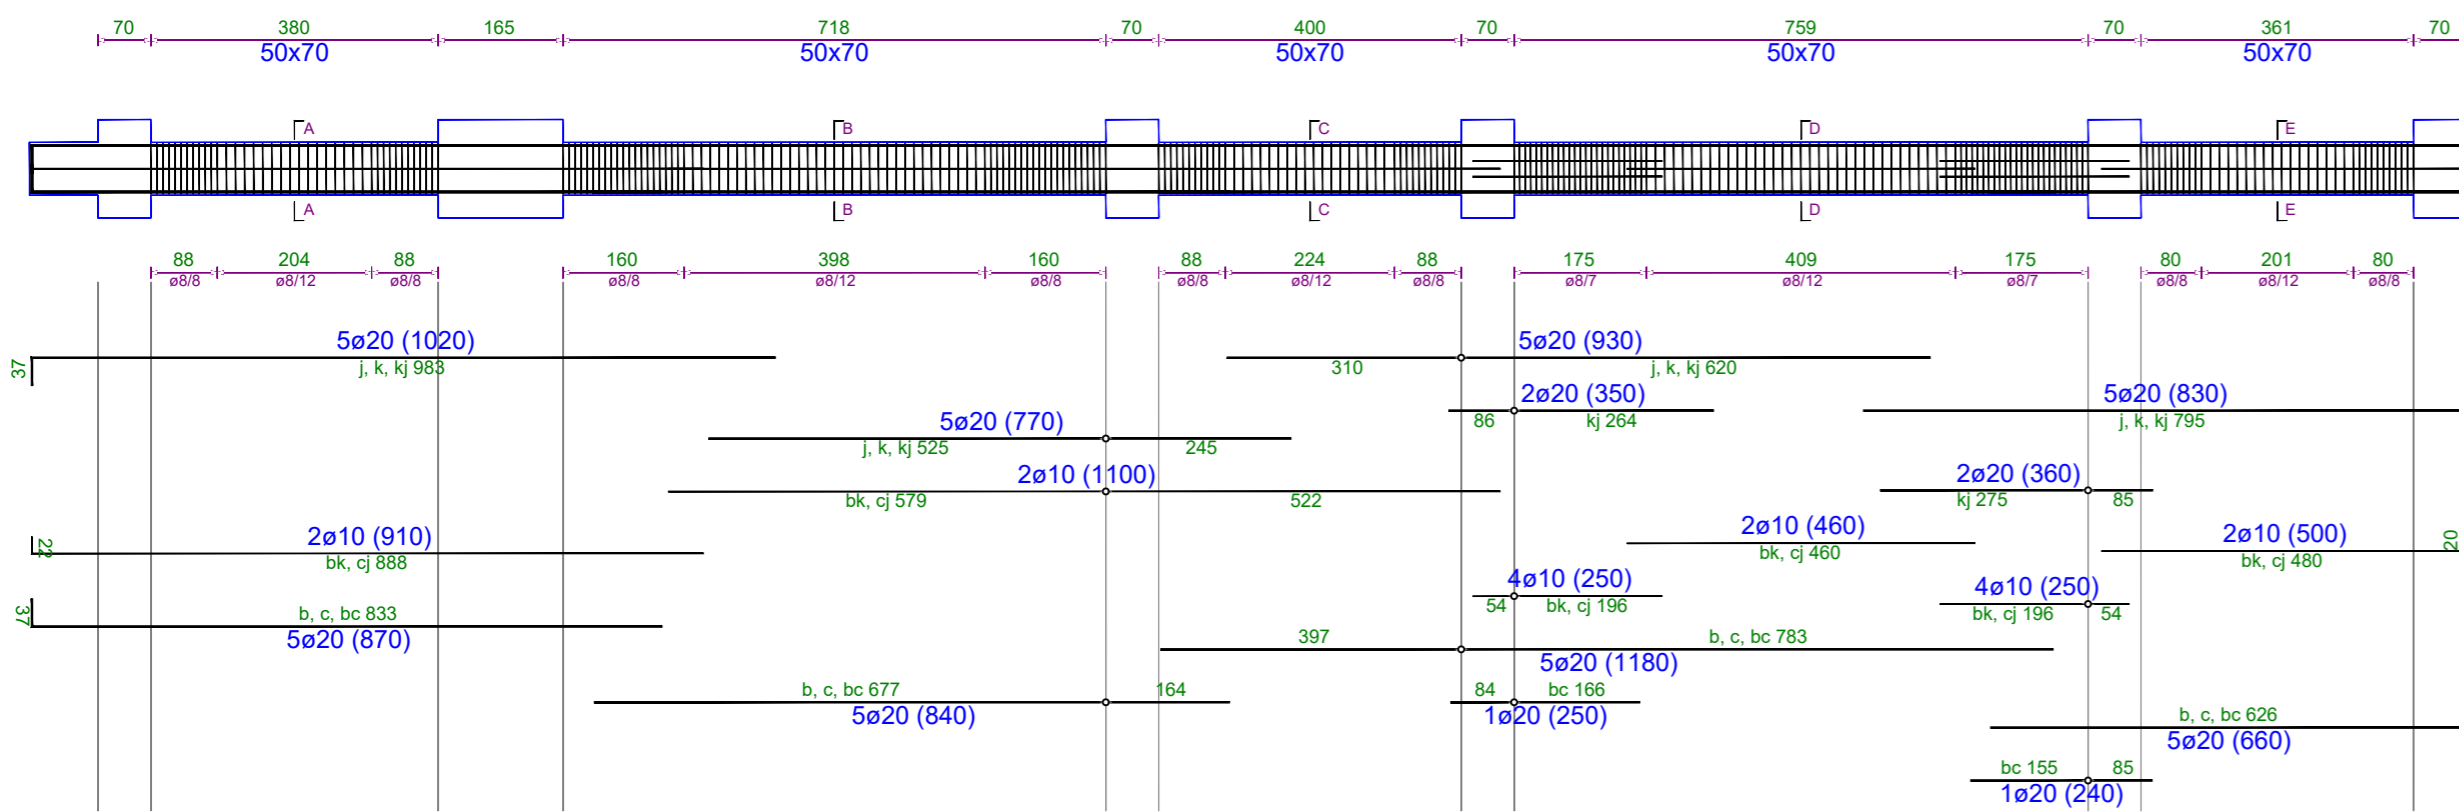 70 380 165 718 70 400 70 759 70 361 70
50x70 50x70 50x70 50x70 50x70
A B C D E
A B C D E
88 204 88 160 398 160 88 224 88 175 409 175 80 201 80
ø8/8 ø8/12 ø8/8 ø8/8 ø8/12 ø8/8 ø8/8 ø8/12 ø8/8 ø8/7 ø8/12 ø8/7 ø8/8 ø8/12 ø8/8
5ø20 (1020) 5ø20 (930)
37 j, k, kj 983 310 j, k, kj 620
2ø20 (350) 5ø20 (830)
86 kj 264 j, k, kj 795
5ø20 (770)
j, k, kj 525 245
2ø10 (1100) 2ø20 (360)
bk, cj 579 522 kj 275 85
2ø10 (910) 2ø10 (460) 2ø10 (500)
22 bk, cj 888 bk, cj 460 bk, cj 480 20
4ø10 (250) 4ø10 (250)
54 bk, cj 196 bk, cj 196 54
37 b, c, bc 833 397 b, c, bc 783
5ø20 (870) 5ø20 (1180)
b, c, bc 677 164 84 bc 166
5ø20 (840) 1ø20 (250)
b, c, bc 626
5ø20 (660)
bc 155 85
1ø20 (240)